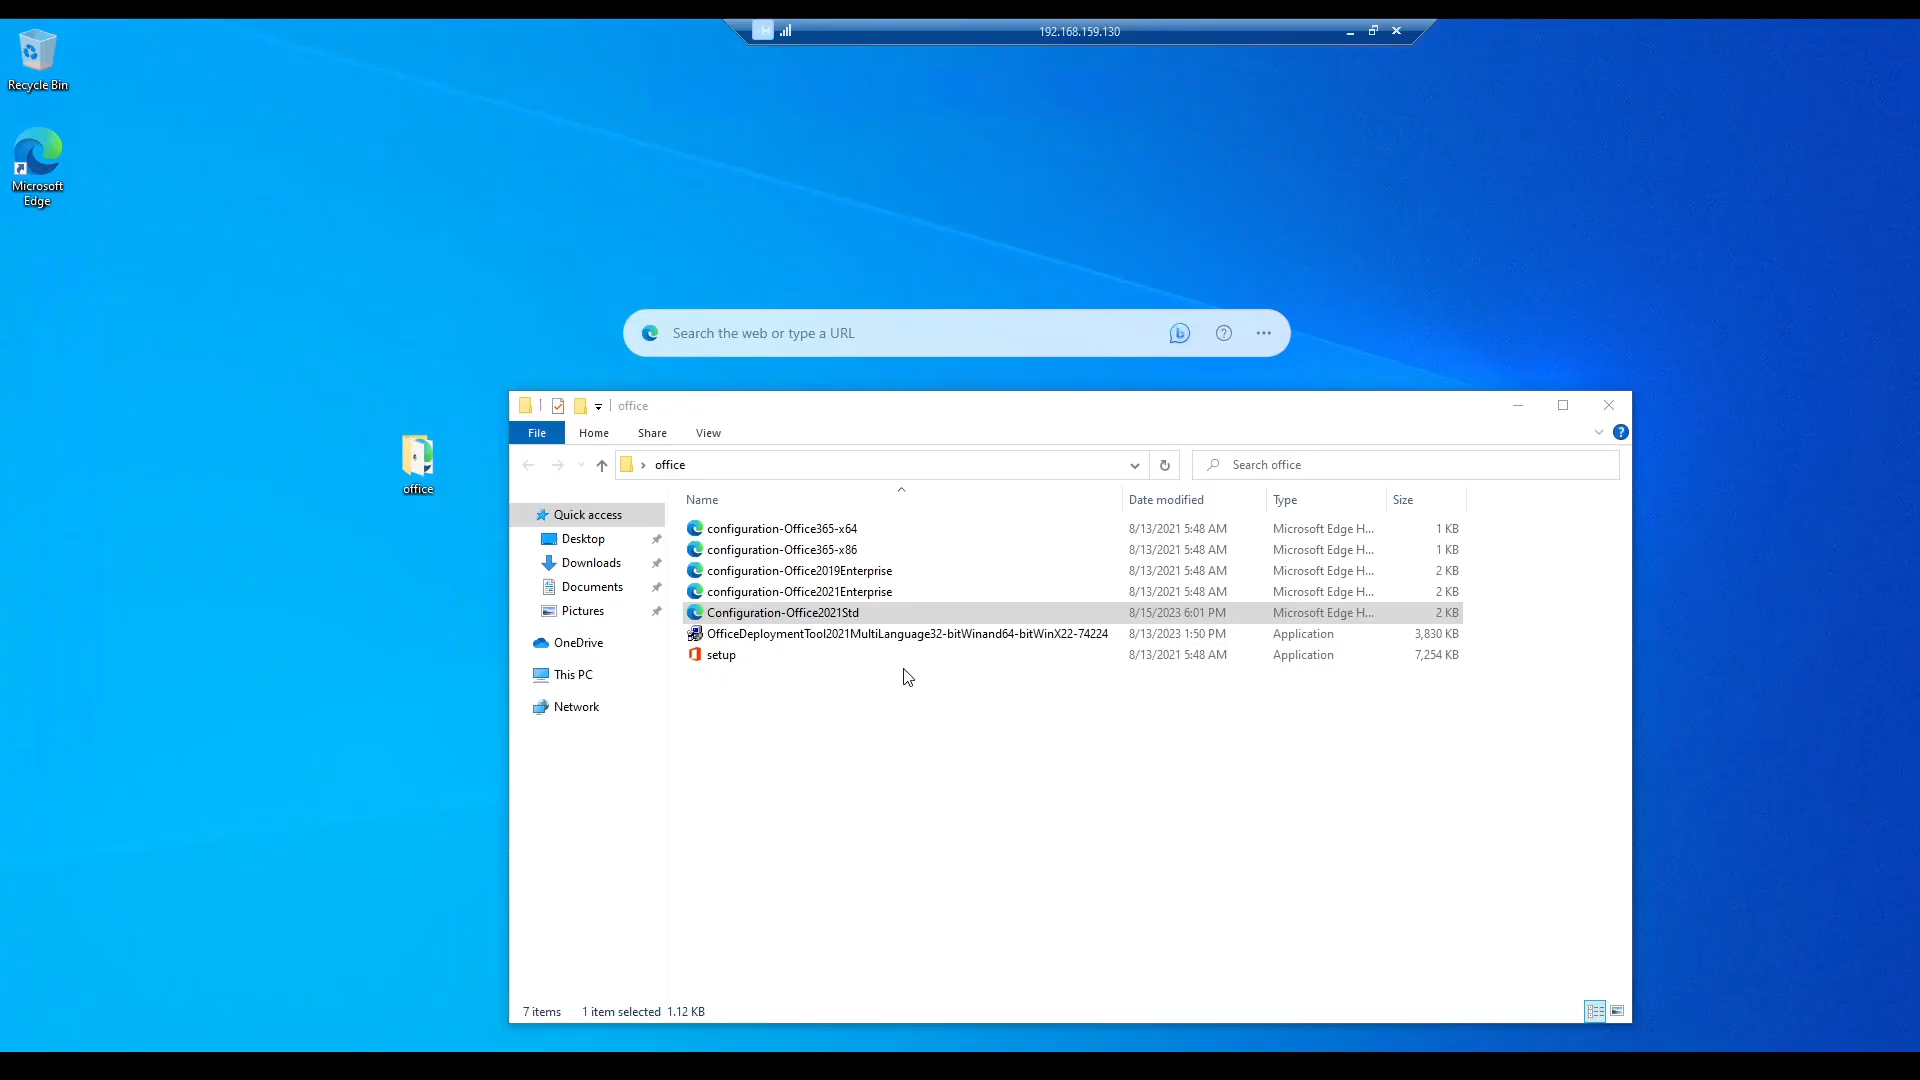 192.168.159.130
Recycle Bin
Microsoft
Edge
Search the web or type a URL
office
office
File Home Share View
office
Search office
Name Date modified Type Size
Quick access
Desktop
Downloads
Documents
Pictures
OneDrive
This PC
Network
configuration-Office365-x64 8/13/2021 5:48 AM Microsoft Edge H... 1 KB
configuration-Office365-x86 8/13/2021 5:48 AM Microsoft Edge H... 1 KB
configuration-Office2019Enterprise 8/13/2021 5:48 AM Microsoft Edge H... 2 KB
configuration-Office2021Enterprise 8/13/2021 5:48 AM Microsoft Edge H... 2 KB
Configuration-Office2021Std 8/15/2023 6:01 PM Microsoft Edge H... 2 KB
OfficeDeploymentTool2021MultiLanguage32-bitWinand64-bitWinX22-74224 8/13/2023 1:50 PM Application 3,830 KB
setup 8/13/2021 5:48 AM Application 7,254 KB
7 items 1 item selected 1.12 KB